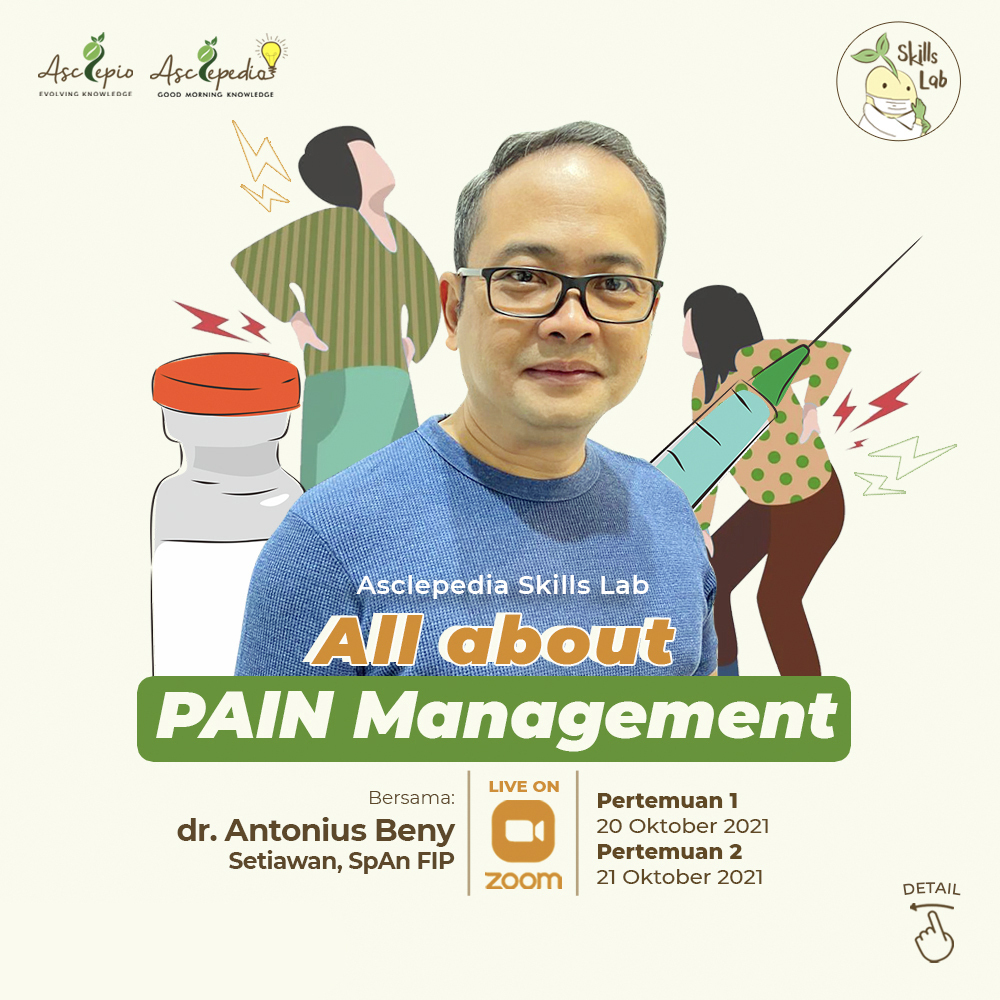 Asclepio
EVOLVING KNOWLEDGE
Asclepedia
GOOD MORNING KNOWLEDGE
Skills
Lab
Asclepedia Skills Lab
All about
PAIN Management
Bersama:
dr. Antonius Beny
Setiawan, SpAn FIP
LIVE ON
zoom
Pertemuan 1
20 Oktober 2021
Pertemuan 2
21 Oktober 2021
DETAIL